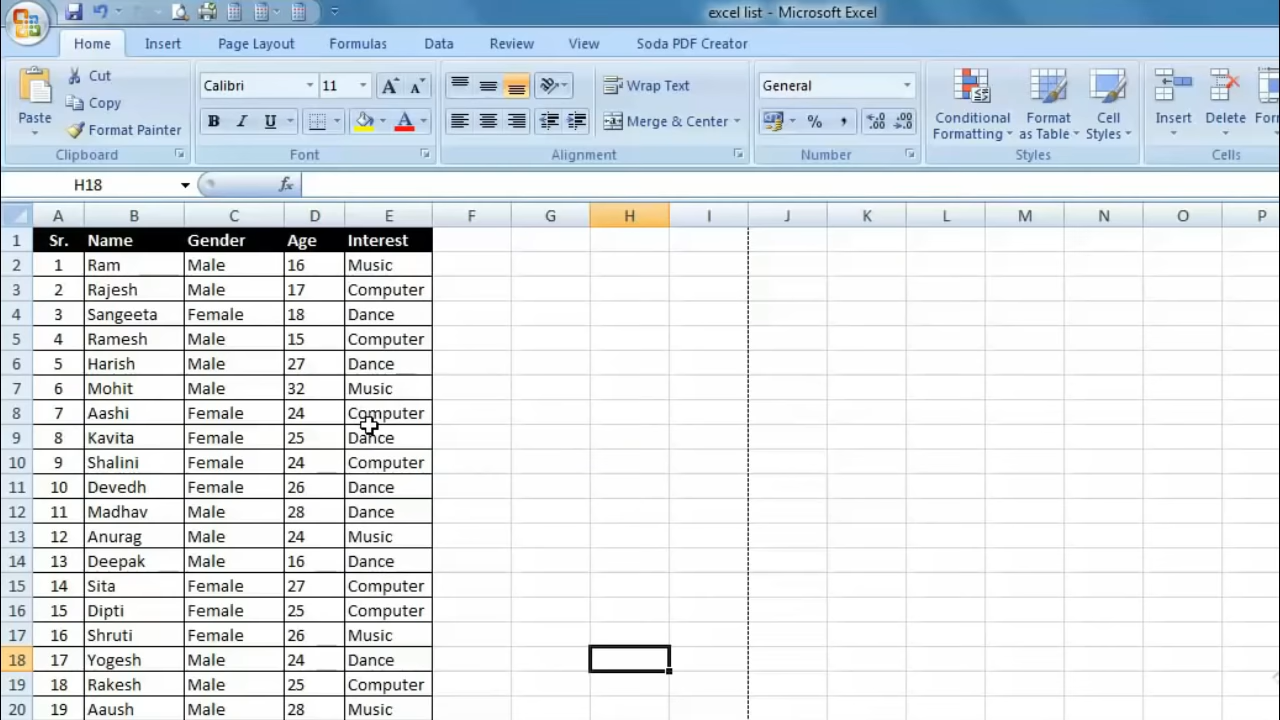 excel list - Microsoft Excel
Home Insert Page Layout Formulas Data Review View Soda PDF Creator
Cut
Copy
Paste
Format Painter
Calibri 11 A A
Wrap Text
General
B I U A
Merge & Center
% ,
Conditional Formatting
Format as Table
Cell Styles
Insert Delete
Clipboard Font Alignment Number Styles Cells
H18 fx
A B C D E F G H I J K L M N O P
1 Sr. Name Gender Age Interest
2 1 Ram Male 16 Music
3 2 Rajesh Male 17 Computer
4 3 Sangeeta Female 18 Dance
5 4 Ramesh Male 15 Computer
6 5 Harish Male 27 Dance
7 6 Mohit Male 32 Music
8 7 Aashi Female 24 Computer
9 8 Kavita Female 25 Dance
10 9 Shalini Female 24 Computer
11 10 Devedh Female 26 Dance
12 11 Madhav Male 28 Dance
13 12 Anurag Male 24 Music
14 13 Deepak Male 16 Dance
15 14 Sita Female 27 Computer
16 15 Dipti Female 25 Computer
17 16 Shruti Female 26 Music
18 17 Yogesh Male 24 Dance
19 18 Rakesh Male 25 Computer
20 19 Aaush Male 28 Music